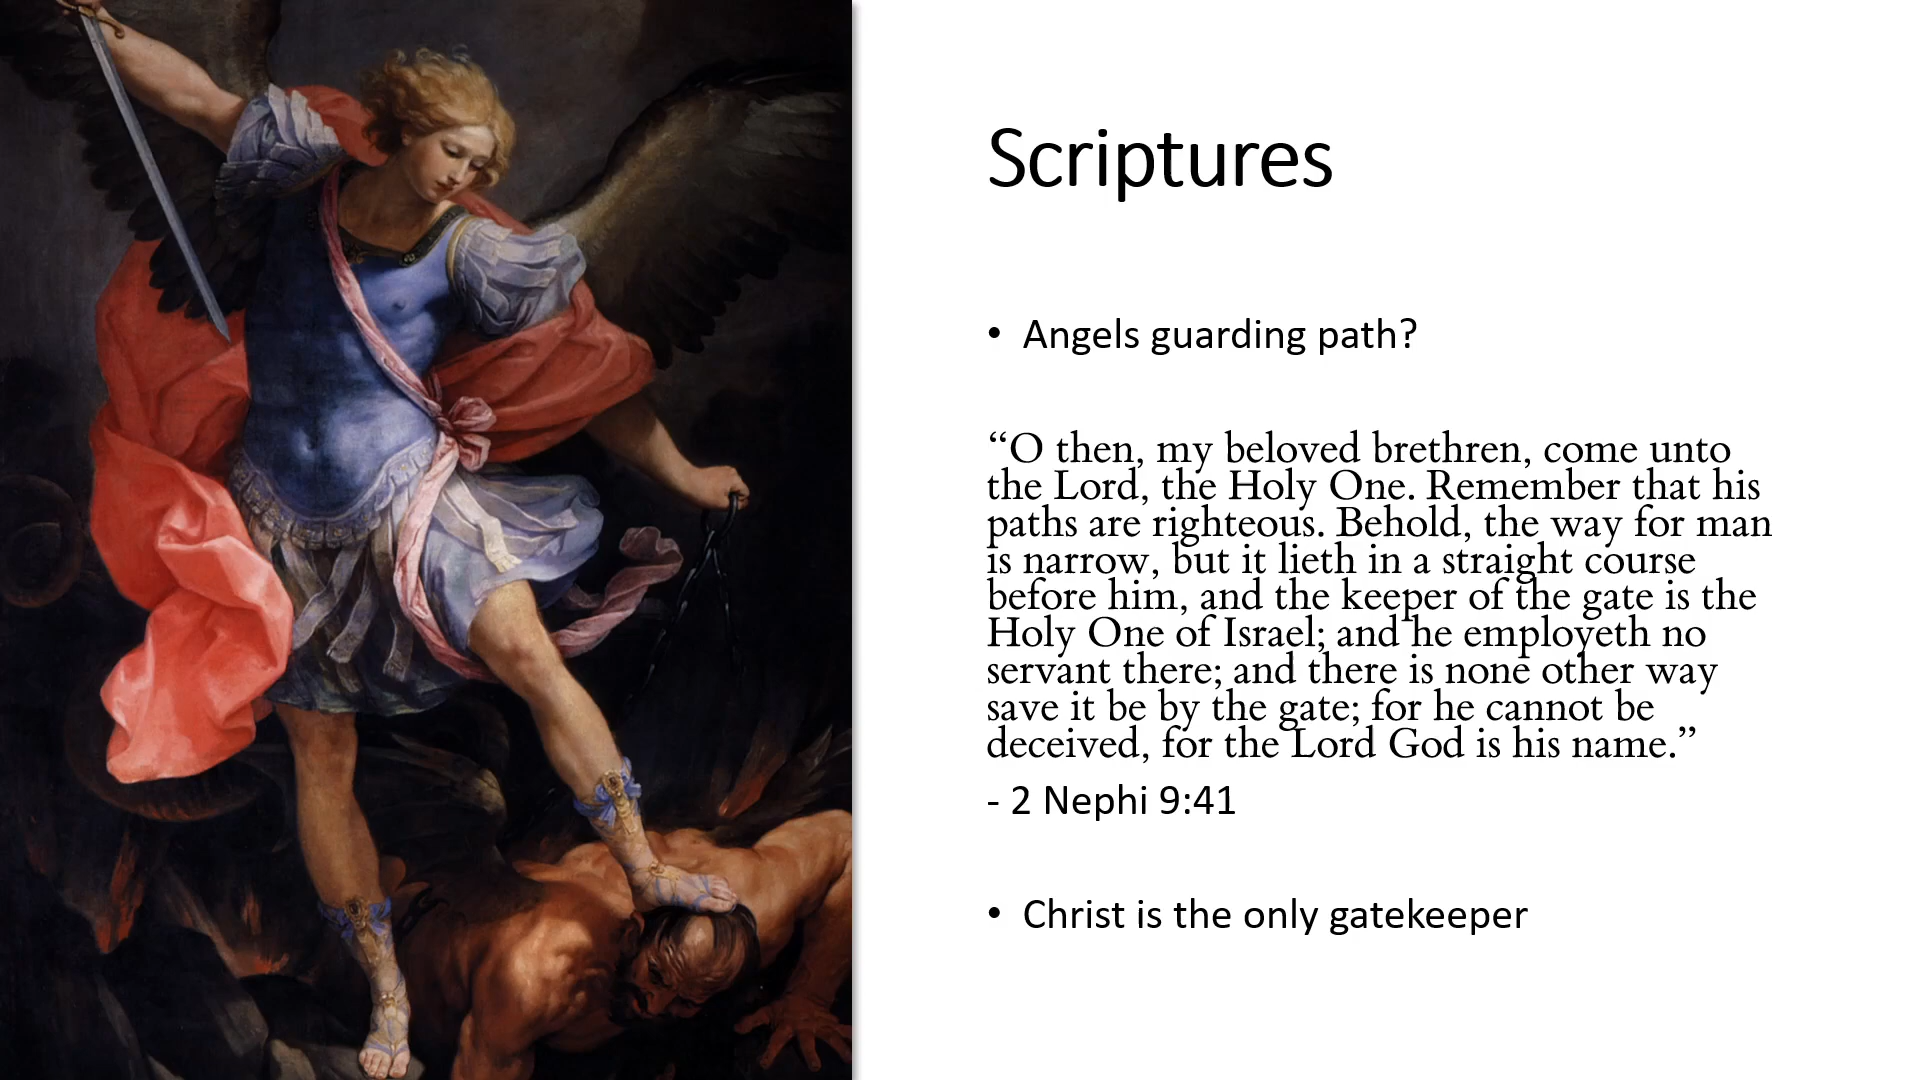 Scriptures
• Angels guarding path?
“O then, my beloved brethren, come unto
the Lord, the Holy One. Remember that his
paths are righteous. Behold, the way for man
is narrow, but it lieth in a straight course
before him, and the keeper of the gate is the
Holy One of Israel; and he employeth no
servant there; and there is none other way
save it be by the gate; for he cannot be
deceived, for the Lord God is his name.”
- 2 Nephi 9:41
• Christ is the only gatekeeper